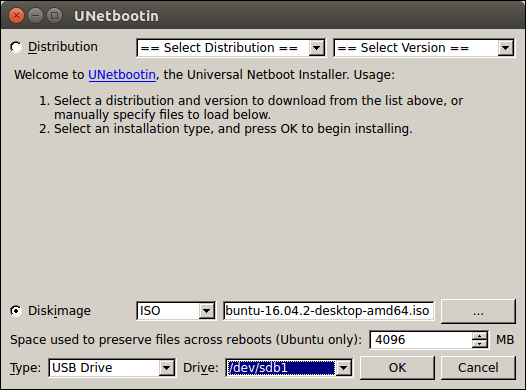 UNetbootin
Distribution == Select Distribution == == Select Version ==
Welcome to UNetbootin, the Universal Netboot Installer. Usage:
1. Select a distribution and version to download from the list above, or
manually specify files to load below.
2. Select an installation type, and press OK to begin installing.
Diskimage ISO buntu-16.04.2-desktop-amd64.iso ...
Space used to preserve files across reboots (Ubuntu only): 4096 MB
Type: USB Drive Drive: /dev/sdb1 OK Cancel